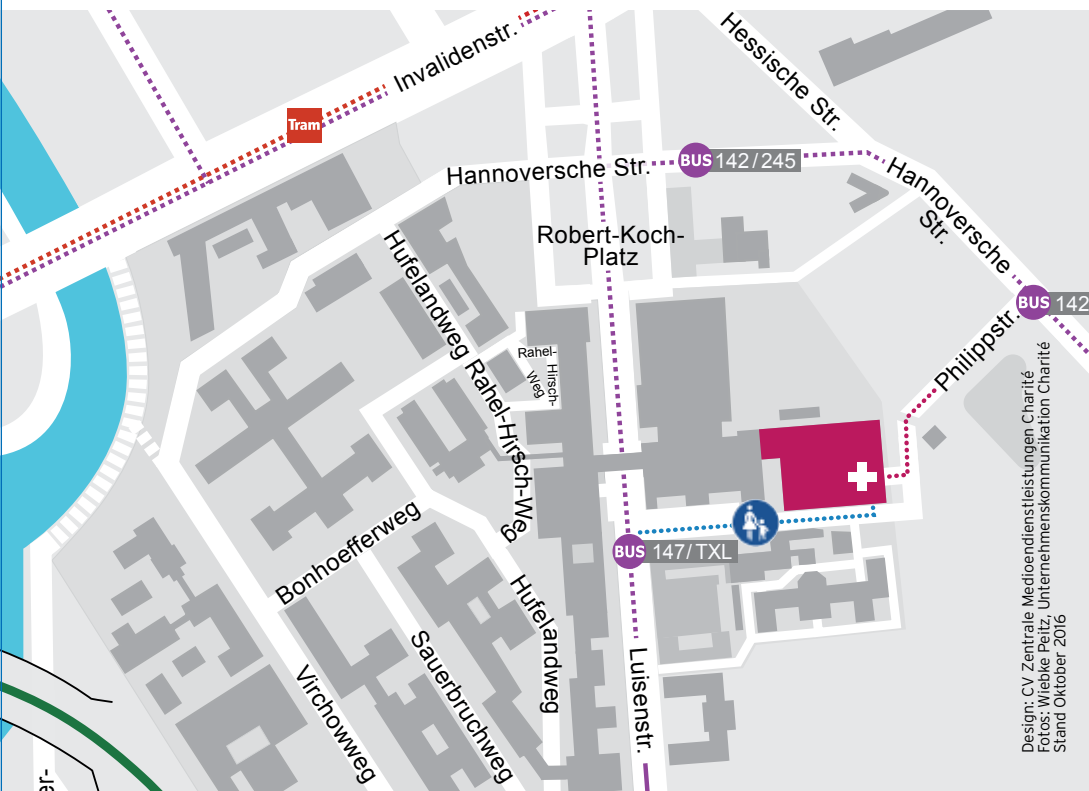 Invalidenstr.
Tram
Hessische Str.
Hannoversche Str.
BUS 142/245
Hannoversche
Str.
Robert-Koch-
Platz
BUS 142
Philippstr.
Hufelandweg
Rahel-
Hirsch-
Weg
Rahel-Hirsch-Weg
Bonhoefferweg
BUS 147/TXL
Hufelandweg
Sauerbruchweg
Virchowweg
Luisenstr.
er-
Design: CV Zentrale Medioendienstleistungen Charité
Fotos: Wiebke Peitz, Unternehmenskommunikation Charité
Stand Oktober 2016